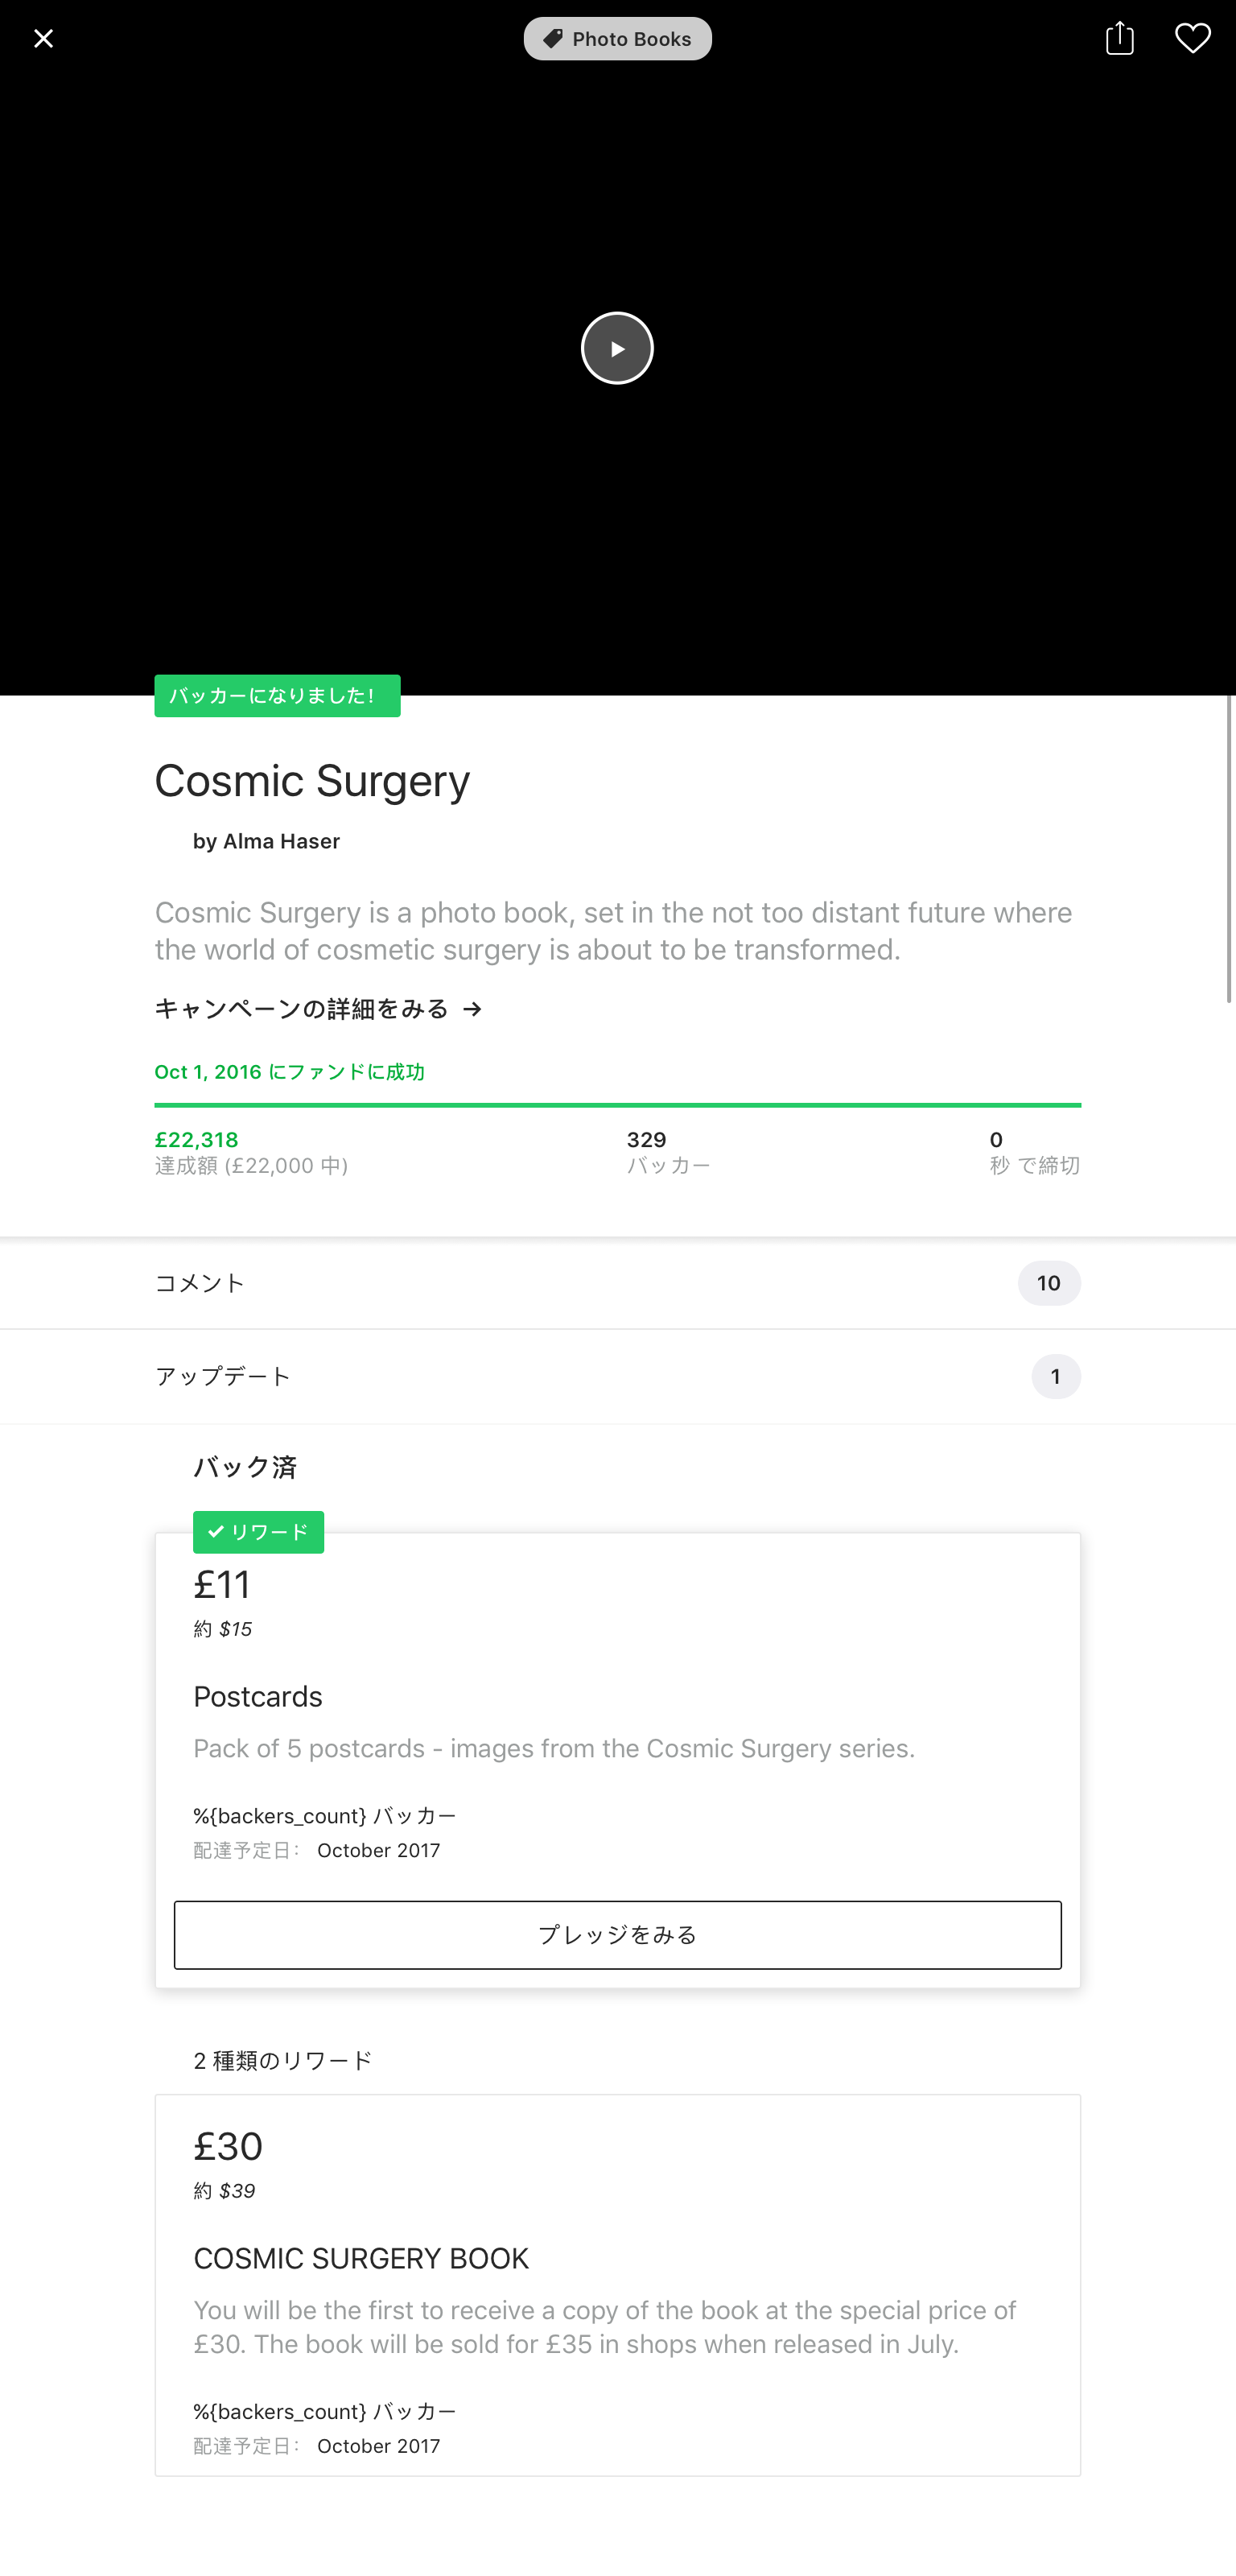 Photo Books
バッカーになりました!
Cosmic Surgery
by Alma Haser
Cosmic Surgery is a photo book, set in the not too distant future where
the world of cosmetic surgery is about to be transformed.
キャンペーンの詳細をみる →
Oct 1, 2016 にファンドに成功
£22,318
達成額 (£22,000 中)
329
バッカー
0
秒 で締切
コメント 10
アップデート 1
バック済
✓ リワード
£11
約 $15
Postcards
Pack of 5 postcards - images from the Cosmic Surgery series.
%{backers_count} バッカー
配達予定日: October 2017
プレッジをみる
2 種類のリワード
£30
約 $39
COSMIC SURGERY BOOK
You will be the first to receive a copy of the book at the special price of
£30. The book will be sold for £35 in shops when released in July.
%{backers_count} バッカー
配達予定日: October 2017